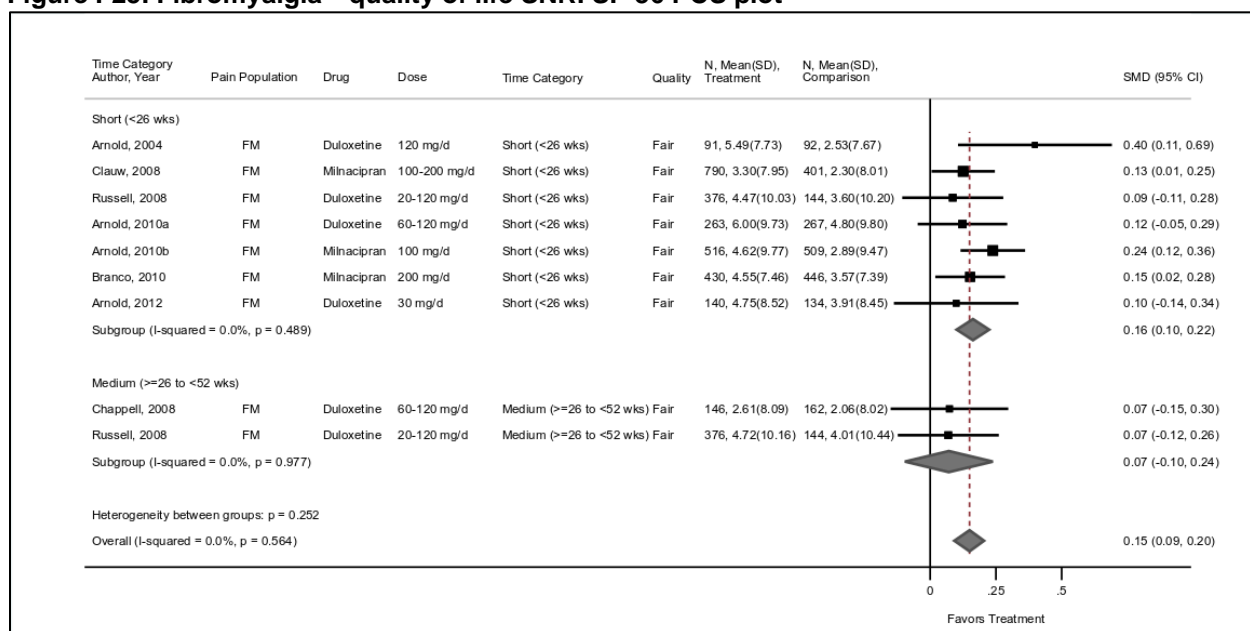 Time Category
Author, Year Pain Population Drug Dose Time Category Quality N, Mean(SD), Treatment N, Mean(SD), Comparison SMD (95% CI)
Short (<26 wks)
Arnold, 2004 FM Duloxetine 120 mg/d Short (<26 wks) Fair 91, 5.49(7.73) 92, 2.53(7.67) 0.40 (0.11, 0.69)
Clauw, 2008 FM Milnacipran 100-200 mg/d Short (<26 wks) Fair 790, 3.30(7.95) 401, 2.30(8.01) 0.13 (0.01, 0.25)
Russell, 2008 FM Duloxetine 20-120 mg/d Short (<26 wks) Fair 376, 4.47(10.03) 144, 3.60(10.20) 0.09 (-0.11, 0.28)
Arnold, 2010a FM Duloxetine 60-120 mg/d Short (<26 wks) Fair 263, 6.00(9.73) 267, 4.80(9.80) 0.12 (-0.05, 0.29)
Arnold, 2010b FM Milnacipran 100 mg/d Short (<26 wks) Fair 516, 4.62(9.77) 509, 2.89(9.47) 0.24 (0.12, 0.36)
Branco, 2010 FM Milnacipran 200 mg/d Short (<26 wks) Fair 430, 4.55(7.46) 446, 3.57(7.39) 0.15 (0.02, 0.28)
Arnold, 2012 FM Duloxetine 30 mg/d Short (<26 wks) Fair 140, 4.75(8.52) 134, 3.91(8.45) 0.10 (-0.14, 0.34)
Subgroup (I-squared = 0.0%, p = 0.489) 0.16 (0.10, 0.22)
Medium (>=26 to <52 wks)
Chappell, 2008 FM Duloxetine 60-120 mg/d Medium (>=26 to <52 wks) Fair 146, 2.61(8.09) 162, 2.06(8.02) 0.07 (-0.15, 0.30)
Russell, 2008 FM Duloxetine 20-120 mg/d Medium (>=26 to <52 wks) Fair 376, 4.72(10.16) 144, 4.01(10.44) 0.07 (-0.12, 0.26)
Subgroup (I-squared = 0.0%, p = 0.977) 0.07 (-0.10, 0.24)
Heterogeneity between groups: p = 0.252
Overall (I-squared = 0.0%, p = 0.564) 0.15 (0.09, 0.20)
0 .25 .5
Favors Treatment